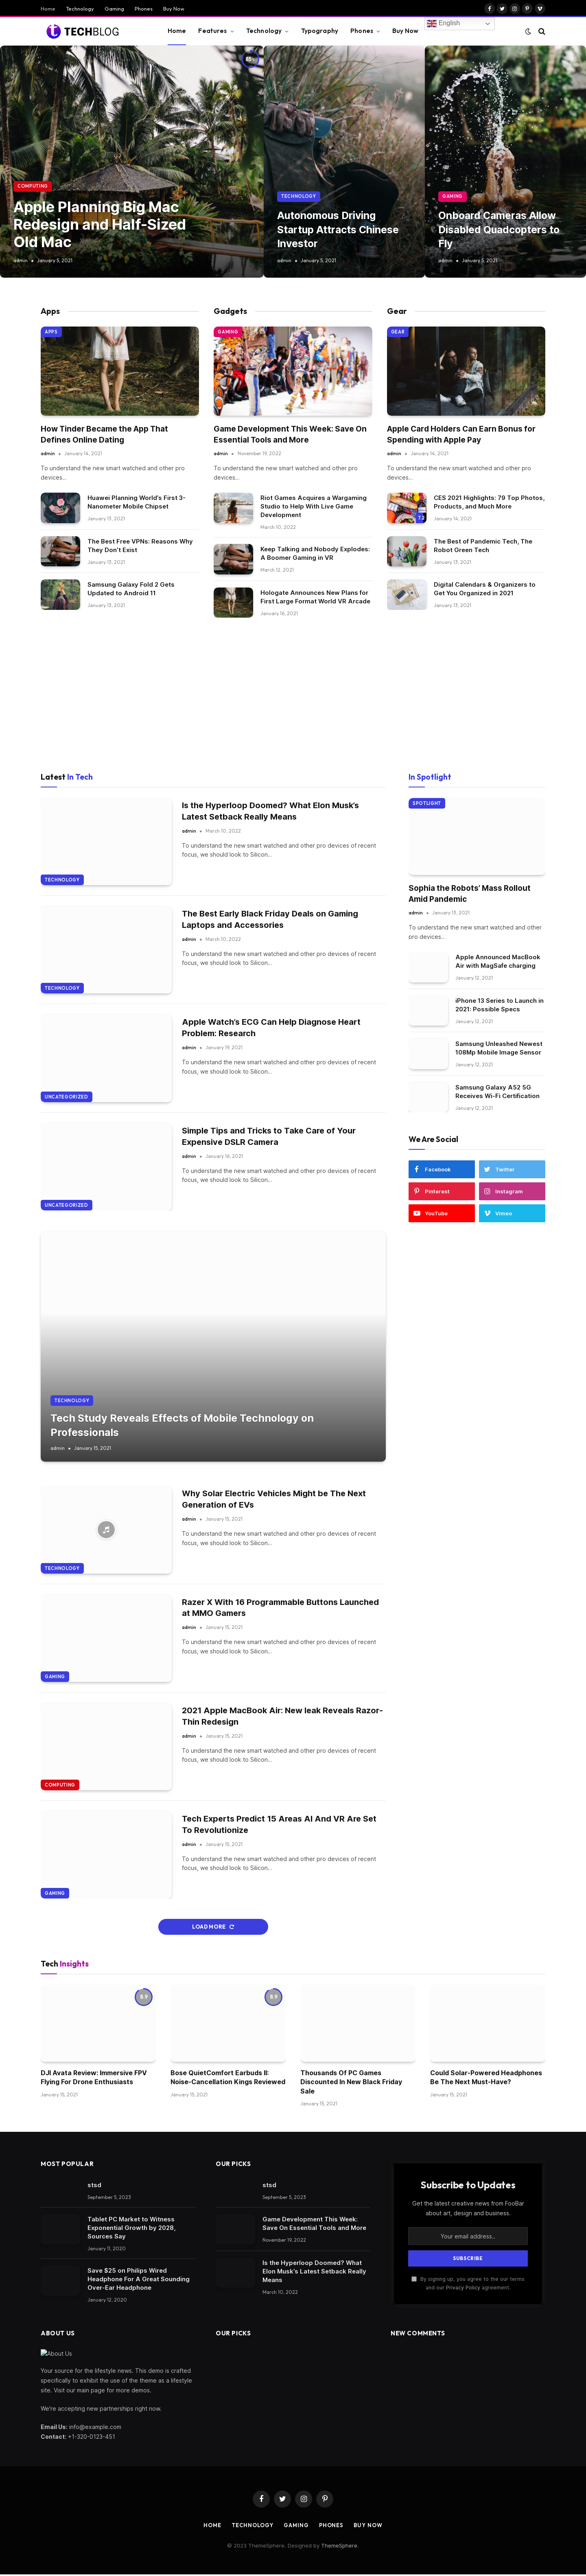 Home Technology Gaming Phones Buy Now
TECHBLOG
Home Features Technology Typography Phones Buy Now
English
COMPUTING
Apple Planning Big Mac
Redesign and Half-Sized
Old Mac
admin January 5, 2021
TECHNOLOGY
Autonomous Driving
Startup Attracts Chinese
Investor
admin January 5, 2021
GAMING
Onboard Cameras Allow
Disabled Quadcopters to
Fly
admin January 5, 2021
Apps
APPS
How Tinder Became the App That
Defines Online Dating
admin January 14, 2021
To understand the new smart watched and other pro
devices...
Huawei Planning World's First 3-
Nanometer Mobile Chipset
January 13, 2021
The Best Free VPNs: Reasons Why
They Don't Exist
January 13, 2021
Samsung Galaxy Fold 2 Gets
Updated to Android 11
January 13, 2021
Gadgets
GAMING
Game Development This Week: Save On
Essential Tools and More
admin November 19, 2022
To understand the new smart watched and other pro
devices...
Riot Games Acquires a Wargaming
Studio to Help With Live Game
Development
March 10, 2022
Keep Talking and Nobody Explodes:
A Boomer Gaming in VR
March 12, 2021
Hologate Announces New Plans for
First Large Format World VR Arcade
January 16, 2021
Gear
GEAR
Apple Card Holders Can Earn Bonus for
Spending with Apple Pay
admin January 14, 2021
To understand the new smart watched and other pro
devices...
CES 2021 Highlights: 79 Top Photos,
Products, and Much More
January 14, 2021
The Best of Pandemic Tech, The
Robot Green Tech
January 13, 2021
Digital Calendars & Organizers to
Get You Organized in 2021
January 13, 2021
Latest In Tech
TECHNOLOGY
Is the Hyperloop Doomed? What Elon Musk's
Latest Setback Really Means
admin March 10, 2022
To understand the new smart watched and other pro devices of recent
focus, we should look to Silicon...
TECHNOLOGY
The Best Early Black Friday Deals on Gaming
Laptops and Accessories
admin March 10, 2022
To understand the new smart watched and other pro devices of recent
focus, we should look to Silicon...
UNCATEGORIZED
Apple Watch's ECG Can Help Diagnose Heart
Problem: Research
admin January 19, 2021
To understand the new smart watched and other pro devices of recent
focus, we should look to Silicon...
UNCATEGORIZED
Simple Tips and Tricks to Take Care of Your
Expensive DSLR Camera
admin January 16, 2021
To understand the new smart watched and other pro devices of recent
focus, we should look to Silicon...
TECHNOLOGY
Tech Study Reveals Effects of Mobile Technology on
Professionals
admin January 15, 2021
TECHNOLOGY
Why Solar Electric Vehicles Might be The Next
Generation of EVs
admin January 15, 2021
To understand the new smart watched and other pro devices of recent
focus, we should look to Silicon...
GAMING
Razer X With 16 Programmable Buttons Launched
at MMO Gamers
admin January 15, 2021
To understand the new smart watched and other pro devices of recent
focus, we should look to Silicon...
COMPUTING
2021 Apple MacBook Air: New leak Reveals Razor-
Thin Redesign
admin January 15, 2021
To understand the new smart watched and other pro devices of recent
focus, we should look to Silicon...
GAMING
Tech Experts Predict 15 Areas AI And VR Are Set
To Revolutionize
admin January 15, 2021
To understand the new smart watched and other pro devices of recent
focus, we should look to Silicon...
LOAD MORE
In Spotlight
SPOTLIGHT
Sophia the Robots' Mass Rollout
Amid Pandemic
admin January 13, 2021
To understand the new smart watched and other
pro devices...
Apple Announced MacBook
Air with MagSafe charging
January 12, 2021
iPhone 13 Series to Launch in
2021: Possible Specs
January 12, 2021
Samsung Unleashed Newest
108Mp Mobile Image Sensor
January 12, 2021
Samsung Galaxy A52 5G
Receives Wi-Fi Certification
January 12, 2021
We Are Social
Facebook
Twitter
Pinterest
Instagram
YouTube
Vimeo
Tech Insights
8.9
DJI Avata Review: Immersive FPV
Flying For Drone Enthusiasts
January 15, 2021
8.9
Bose QuietComfort Earbuds II:
Noise-Cancellation Kings Reviewed
January 15, 2021
Thousands Of PC Games
Discounted In New Black Friday
Sale
January 15, 2021
Could Solar-Powered Headphones
Be The Next Must-Have?
January 15, 2021
MOST POPULAR
stsd
September 3, 2023
Tablet PC Market to Witness
Exponential Growth by 2028,
Sources Say
January 11, 2020
Save $25 on Philips Wired
Headphone For A Great Sounding
Over-Ear Headphone
January 12, 2020
OUR PICKS
stsd
September 3, 2023
Game Development This Week:
Save On Essential Tools and More
November 19, 2022
Is the Hyperloop Doomed? What
Elon Musk's Latest Setback Really
Means
March 10, 2022
Subscribe to Updates
Get the latest creative news from FooBar
about art, design and business.
Your email address..
SUBSCRIBE
By signing up, you agree to the our terms
and our Privacy Policy agreement.
ABOUT US
About Us
Your source for the lifestyle news. This demo is crafted
specifically to exhibit the use of the theme as a lifestyle
site. Visit our main page for more demos.
We're accepting new partnerships right now.
Email Us: info@example.com
Contact: +1-320-0123-451
OUR PICKS
NEW COMMENTS
HOME TECHNOLOGY GAMING PHONES BUY NOW
© 2023 ThemeSphere. Designed by ThemeSphere.